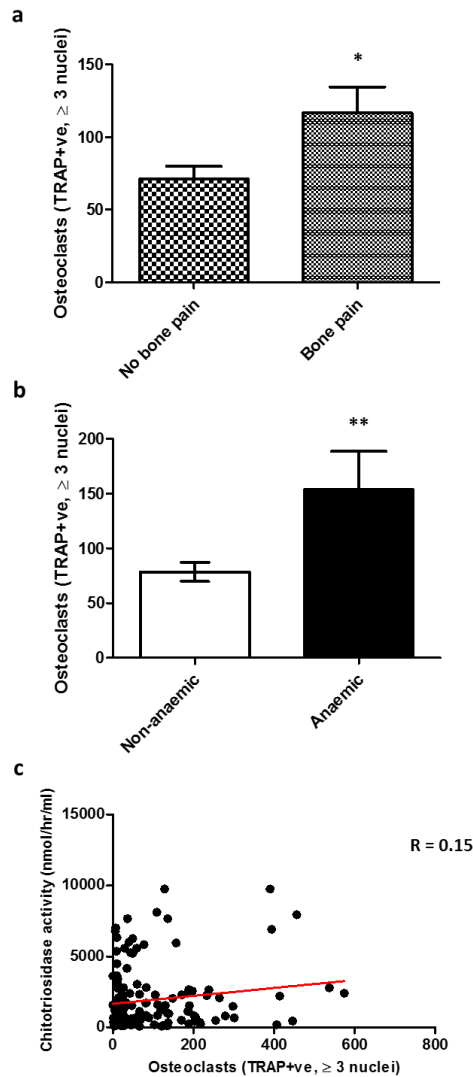 a
Osteoclasts (TRAP+ve, ≥ 3 nuclei)
150
100
50
0
*
No bone pain
Bone pain
b
Osteoclasts (TRAP+ve, ≥ 3 nuclei)
200
150
100
50
0
**
Non-anaemic
Anaemic
c
Chitotriosidase activity (nmol/hr/ml)
15000
10000
5000
0
R = 0.15
0
200
400
600
800
Osteoclasts (TRAP+ve, ≥ 3 nuclei)